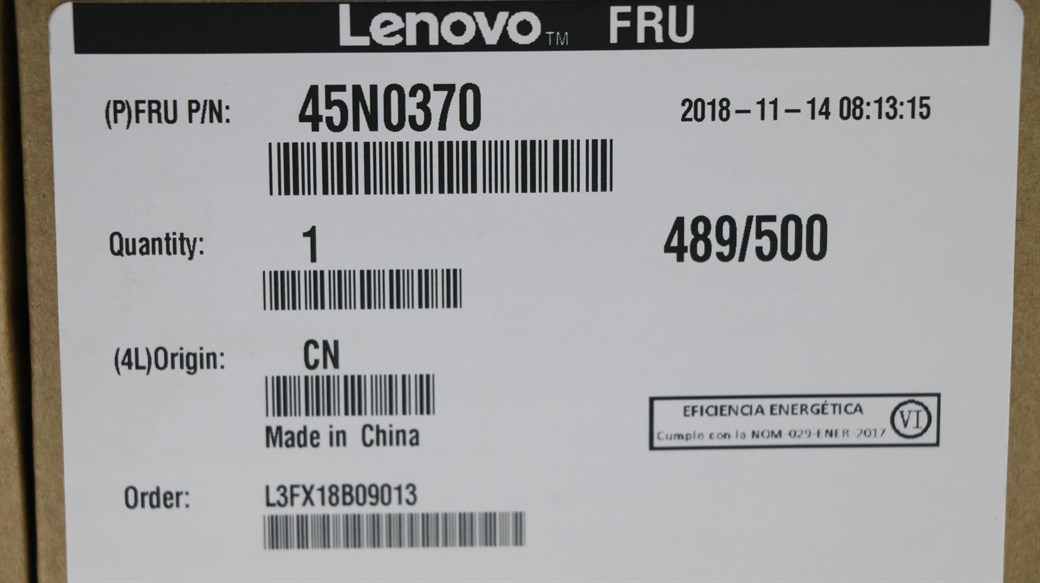 Lenovo™ FRU
(P)FRU P/N: 45N0370 2018-11-14 08:13:15
Quantity: 1 489/500
(4L)Origin: CN
Made in China
EFICIENCIA ENERGÉTICA VI
Cumple con la NOM-029-ENER-2017
Order: L3FX18B09013